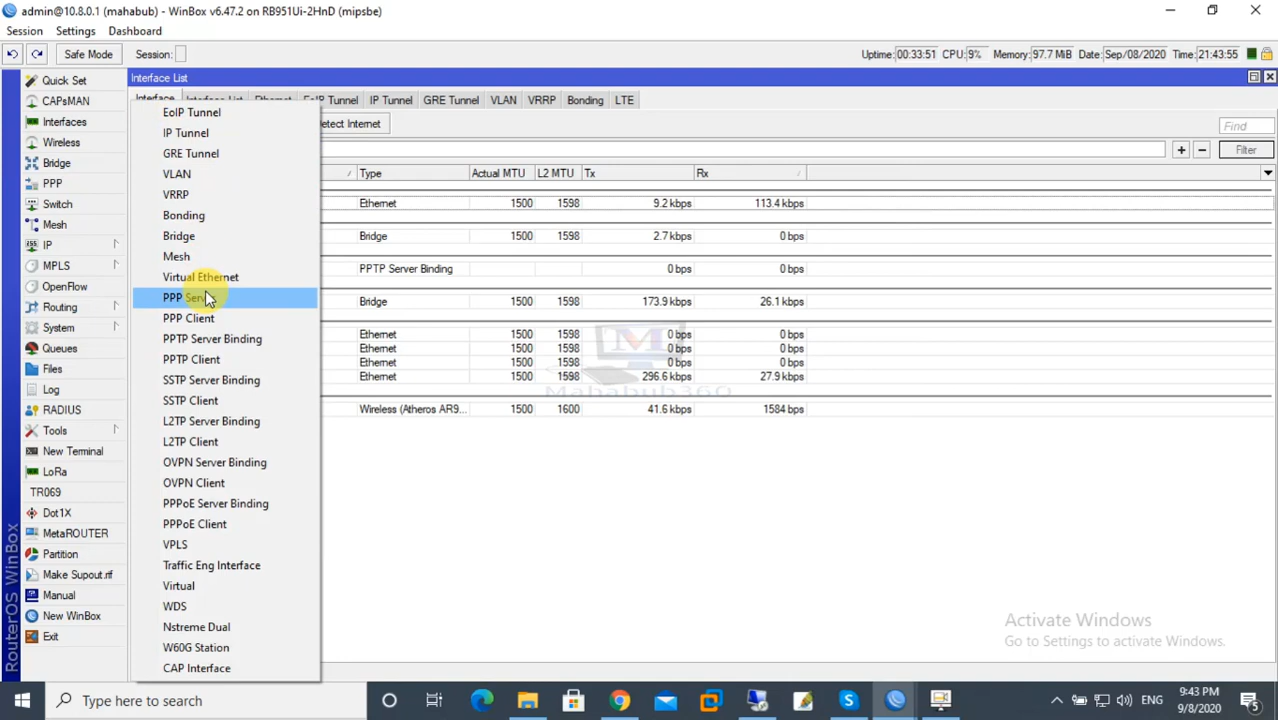 admin@10.8.0.1 (mahabub) - WinBox v6.47.2 on RB951Ui-2HnD (mipsbe)
Session Settings Dashboard
Safe Mode Session: Uptime: 00:33:51 CPU: 9% Memory: 97.7 MiB Date: Sep/08/2020 Time: 21:43:55
Interface List
Interface Interface List Ethernet EoIP Tunnel IP Tunnel GRE Tunnel VLAN VRRP Bonding LTE
etect Internet
Find
+ - Filter
Type Actual MTU L2 MTU Tx Rx
Ethernet 1500 1598 9.2 kbps 113.4 kbps
Bridge 1500 1598 2.7 kbps 0 bps
PPTP Server Binding 0 bps 0 bps
Bridge 1500 1598 173.9 kbps 26.1 kbps
Ethernet 1500 1598 0 bps 0 bps
Ethernet 1500 1598 0 bps 0 bps
Ethernet 1500 1598 0 bps 0 bps
Ethernet 1500 1598 296.6 kbps 27.9 kbps
Wireless (Atheros AR9... 1500 1600 41.6 kbps 1584 bps
Quick Set
CAPsMAN
Interfaces
Wireless
Bridge
PPP
Switch
Mesh
IP
MPLS
OpenFlow
Routing
System
Queues
Files
Log
RADIUS
Tools
New Terminal
LoRa
TR069
Dot1X
MetaROUTER
Partition
Make Supout.rif
Manual
New WinBox
Exit
RouterOS WinBox
EoIP Tunnel
IP Tunnel
GRE Tunnel
VLAN
VRRP
Bonding
Bridge
Mesh
Virtual Ethernet
PPP Server
PPP Client
PPTP Server Binding
PPTP Client
SSTP Server Binding
SSTP Client
L2TP Server Binding
L2TP Client
OVPN Server Binding
OVPN Client
PPPoE Server Binding
PPPoE Client
VPLS
Traffic Eng Interface
Virtual
WDS
Nstreme Dual
W60G Station
CAP Interface
Mahabub360
Activate Windows
Go to Settings to activate Windows.
Type here to search
ENG
9:43 PM
9/8/2020
5